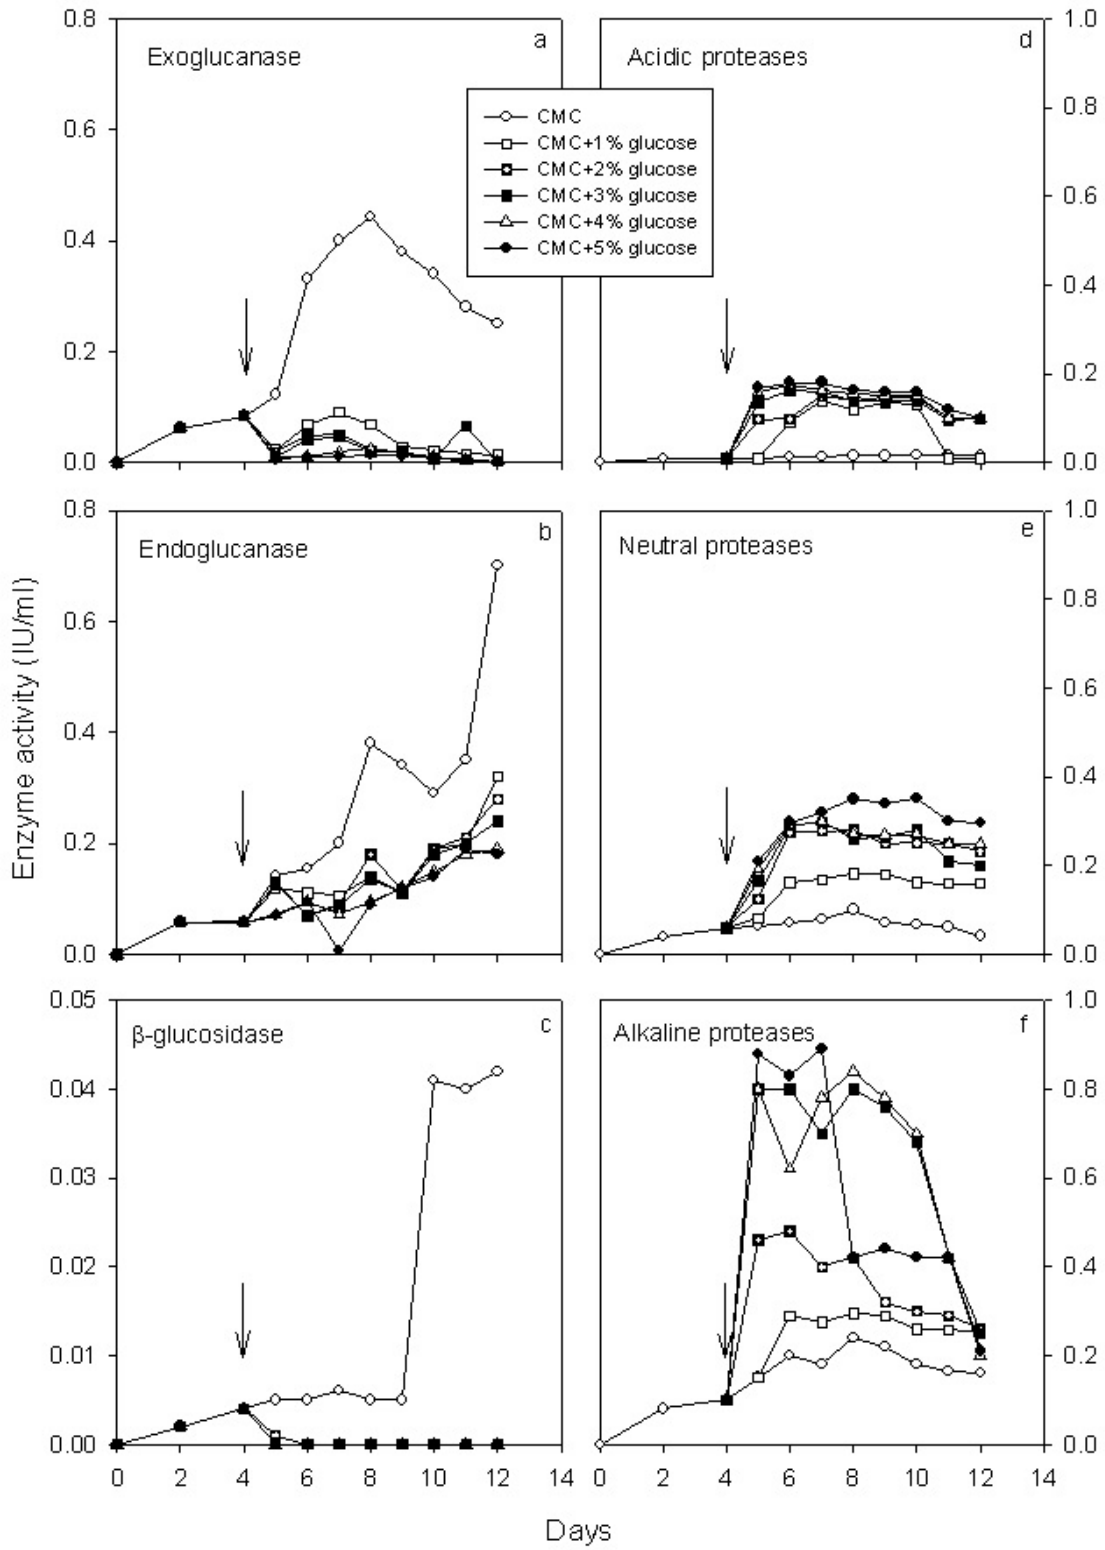 0.8
0.6
0.4
0.2
0.0
Exoglucanase
a
Acidic proteases
d
1.0
0.8
0.6
0.4
0.2
0.0
CMC
CMC+1% glucose
CMC+2% glucose
CMC+3% glucose
CMC+4% glucose
CMC+5% glucose
0.8
0.6
0.4
0.2
0.0
Endoglucanase
b
Neutral proteases
e
1.0
0.8
0.6
0.4
0.2
0.0
Enzyme activity (IU/ml)
0.05
0.04
0.03
0.02
0.01
0.00
β-glucosidase
c
Alkaline proteases
f
1.0
0.8
0.6
0.4
0.2
0.0
0 2 4 6 8 10 12 14
0 2 4 6 8 10 12 14
Days